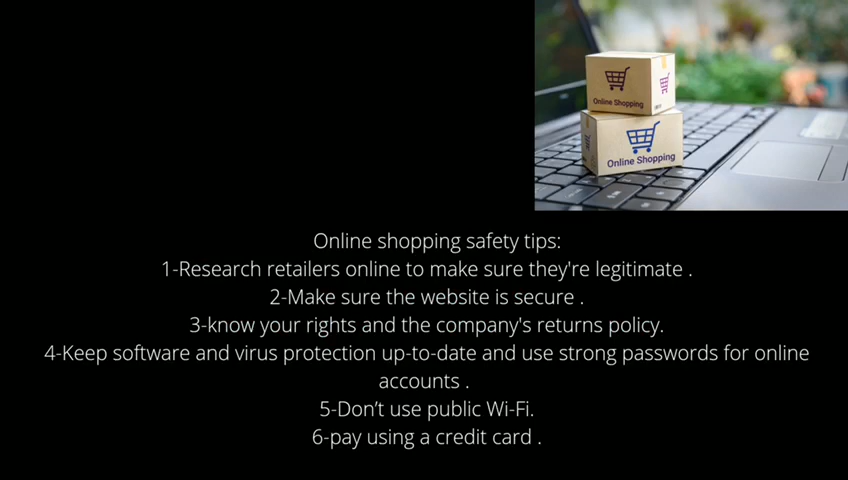 Online Shopping
Online Shopping
Online shopping safety tips:
1-Research retailers online to make sure they're legitimate .
2-Make sure the website is secure .
3-know your rights and the company's returns policy.
4-Keep software and virus protection up-to-date and use strong passwords for online
accounts .
5-Don’t use public Wi-Fi.
6-pay using a credit card .